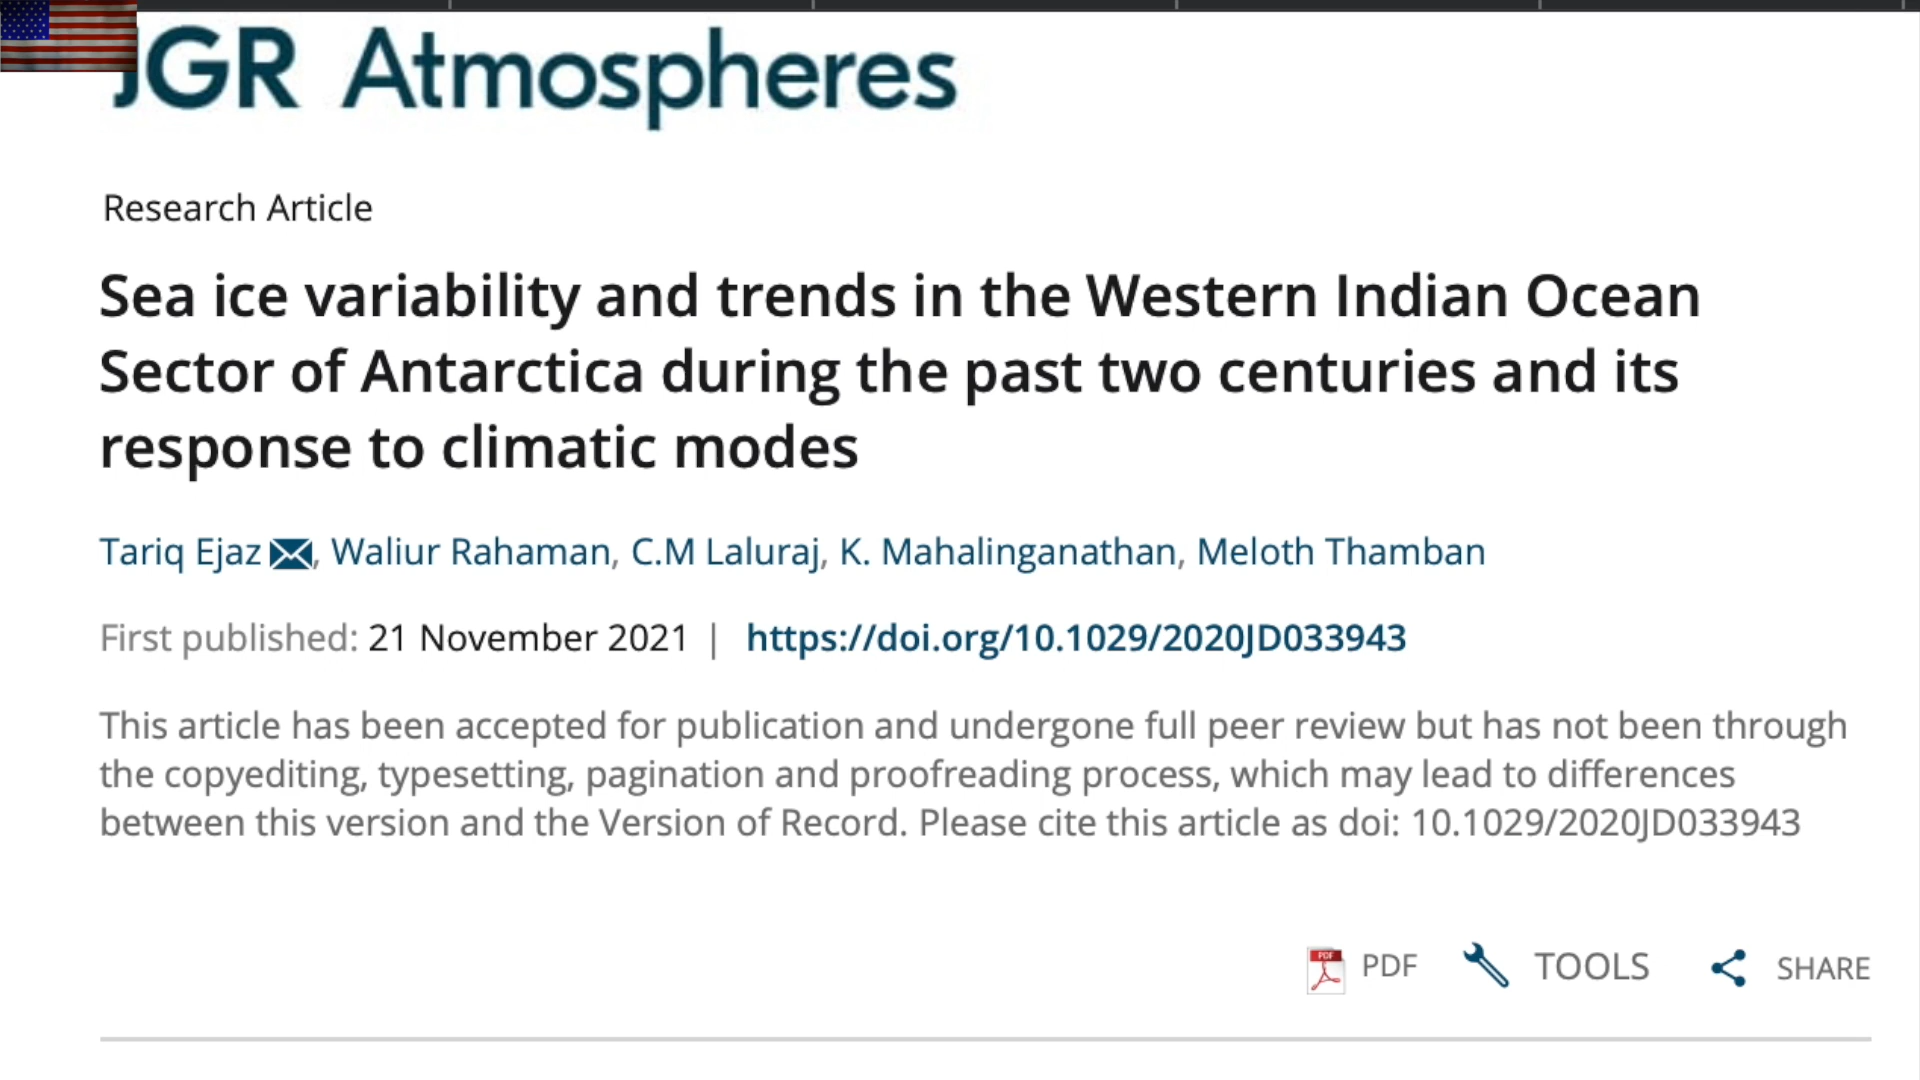 JGR Atmospheres
Research Article
Sea ice variability and trends in the Western Indian Ocean
Sector of Antarctica during the past two centuries and its
response to climatic modes
Tariq Ejaz, Waliur Rahaman, C.M Laluraj, K. Mahalinganathan, Meloth Thamban
First published: 21 November 2021 | https://doi.org/10.1029/2020JD033943
This article has been accepted for publication and undergone full peer review but has not been through
the copyediting, typesetting, pagination and proofreading process, which may lead to differences
between this version and the Version of Record. Please cite this article as doi: 10.1029/2020JD033943
PDF PDF TOOLS SHARE